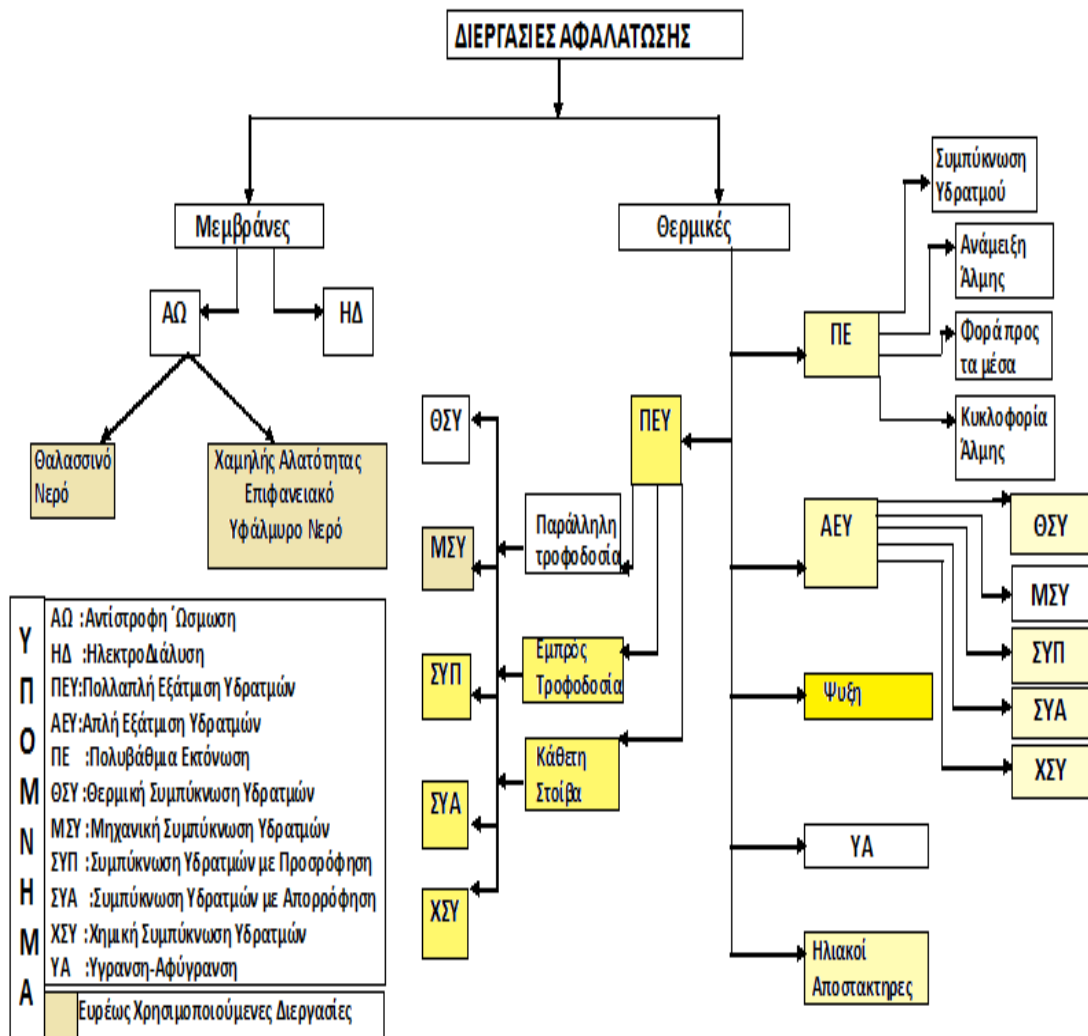 ΔΙΕΡΓΑΣΙΕΣ ΑΦΑΛΑΤΩΣΗΣ
Μεμβράνες
Θερμικές
ΑΩ
ΗΔ
Θαλασσινό
Νερό
Χαμηλής Αλατότητας
Επιφανειακό
Υφάλμυρο Νερό
ΠΕ
Συμπύκνωση
Υδρατμού
Ανάμειξη
Άλμης
Φορά προς
τα μέσα
Κυκλοφορία
Άλμης
ΠΕΥ
Παράλληλη
τροφοδοσία
Εμπρός
Τροφοδοσία
Κάθετη
Στοίβα
ΘΣΥ
ΜΣΥ
ΣΥΠ
ΣΥΑ
ΧΣΥ
ΑΕΥ
ΘΣΥ
ΜΣΥ
ΣΥΠ
ΣΥΑ
ΧΣΥ
Ψυξη
ΥΑ
Ηλιακοί
Αποστακτηρες
ΥΠΟΜΝΗΜΑ
ΑΩ :Αντίστροφη Ώσμωση
ΗΔ :ΗλεκτροΔιάλυση
ΠΕΥ:Πολλαπλή Εξάτμιση Υδρατμών
ΑΕΥ:Απλή Εξάτμιση Υδρατμών
ΠΕ :Πολυβάθμια Εκτόνωση
ΘΣΥ :Θερμική Συμπύκνωση Υδρατμών
ΜΣΥ :Μηχανική Συμπύκνωση Υδρατμών
ΣΥΠ :Συμπύκνωση Υδρατμών με Προσρόφηση
ΣΥΑ :Συμπύκνωση Υδρατμών με Απορρόφηση
ΧΣΥ :Χημική Συμπύκνωση Υδρατμών
ΥΑ :Υγρανση-Αφύγρανση
Ευρέως Χρησιμοποιούμενες Διεργασίες